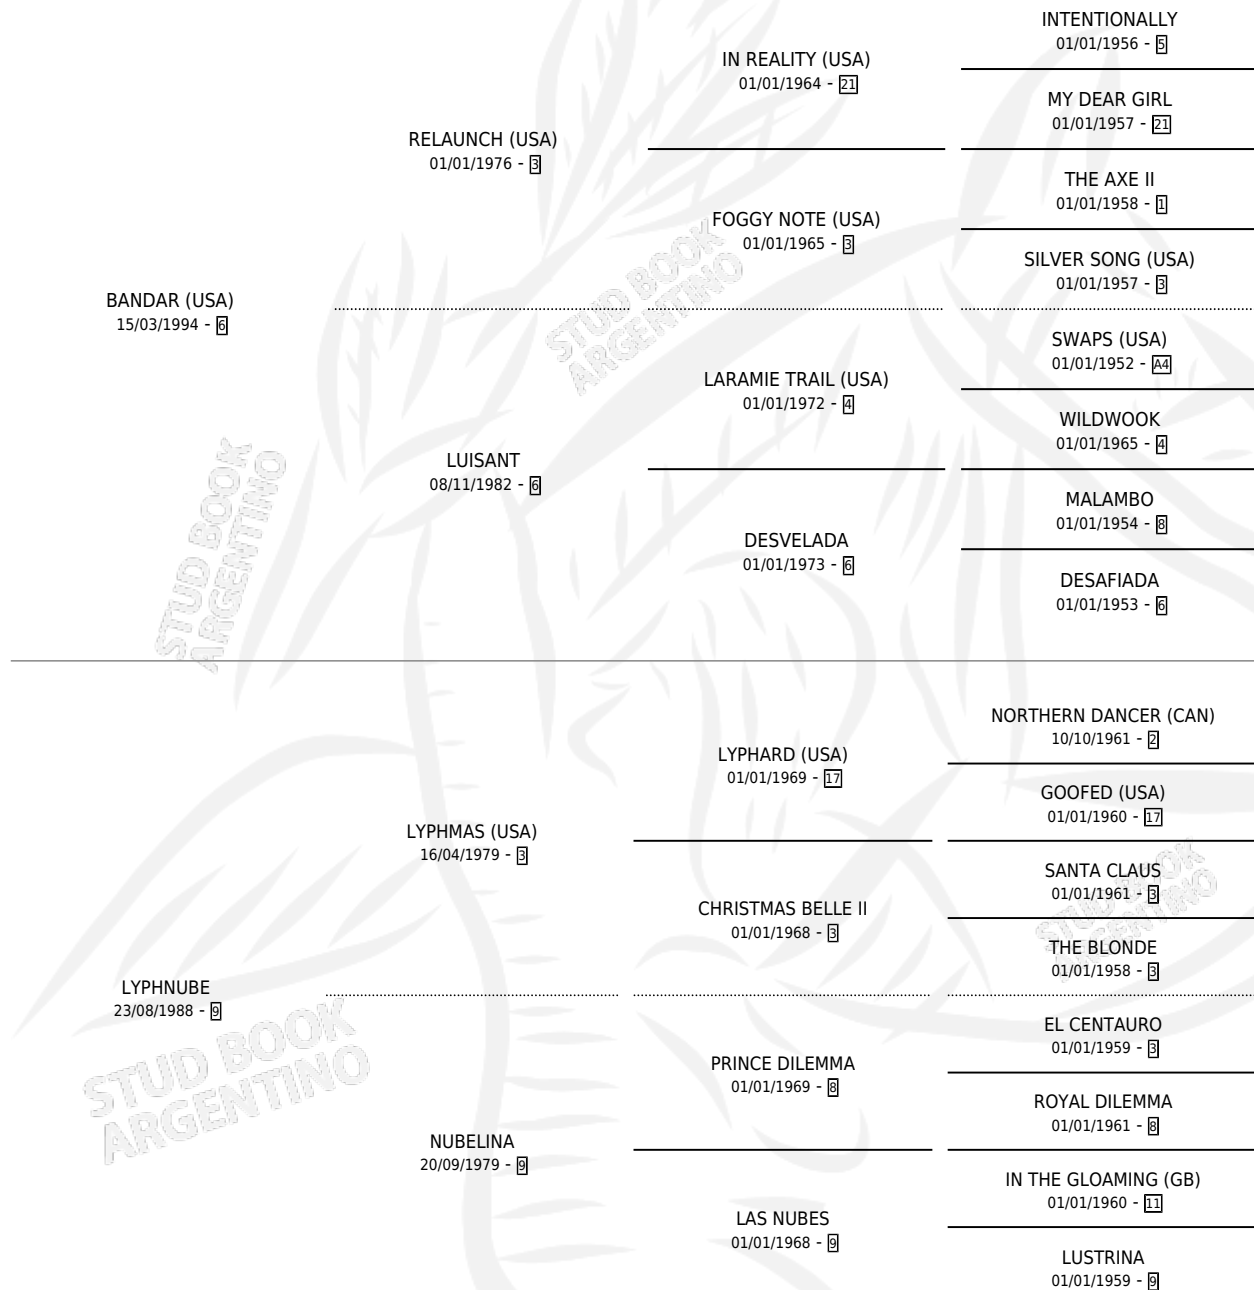 INTENTIONALLY
01/01/1956 - 5
IN REALITY (USA)
01/01/1964 - 21
MY DEAR GIRL
01/01/1957 - 21
RELAUNCH (USA)
01/01/1976 - 3
THE AXE II
01/01/1958 - 1
FOGGY NOTE (USA)
01/01/1965 - 3
SILVER SONG (USA)
01/01/1957 - 3
BANDAR (USA)
15/03/1994 - 6
STUD BOOK
ARGENTINO
SWAPS (USA)
01/01/1952 - A4
LARAMIE TRAIL (USA)
01/01/1972 - 4
WILDWOOK
01/01/1965 - 4
LUISANT
08/11/1982 - 6
MALAMBO
01/01/1954 - 8
DESVELADA
01/01/1973 - 6
DESAFIADA
01/01/1953 - 6
STUD BOOK
ARGENTINO
NORTHERN DANCER (CAN)
10/10/1961 - 2
LYPHARD (USA)
01/01/1969 - 17
GOOFED (USA)
01/01/1960 - 17
LYPHMAS (USA)
16/04/1979 - 3
SANTA CLAUS
01/01/1961 - 3
CHRISTMAS BELLE II
01/01/1968 - 3
STUD BOOK
ARGENTINO
THE BLONDE
01/01/1958 - 3
LYPHNUBE
23/08/1988 - 9
EL CENTAURO
01/01/1959 - 3
PRINCE DILEMMA
01/01/1969 - 8
ROYAL DILEMMA
01/01/1961 - 8
STUD BOOK
ARGENTINO
NUBELINA
20/09/1979 - 9
IN THE GLOAMING (GB)
01/01/1960 - 11
LAS NUBES
01/01/1968 - 9
LUSTRINA
01/01/1959 - 9